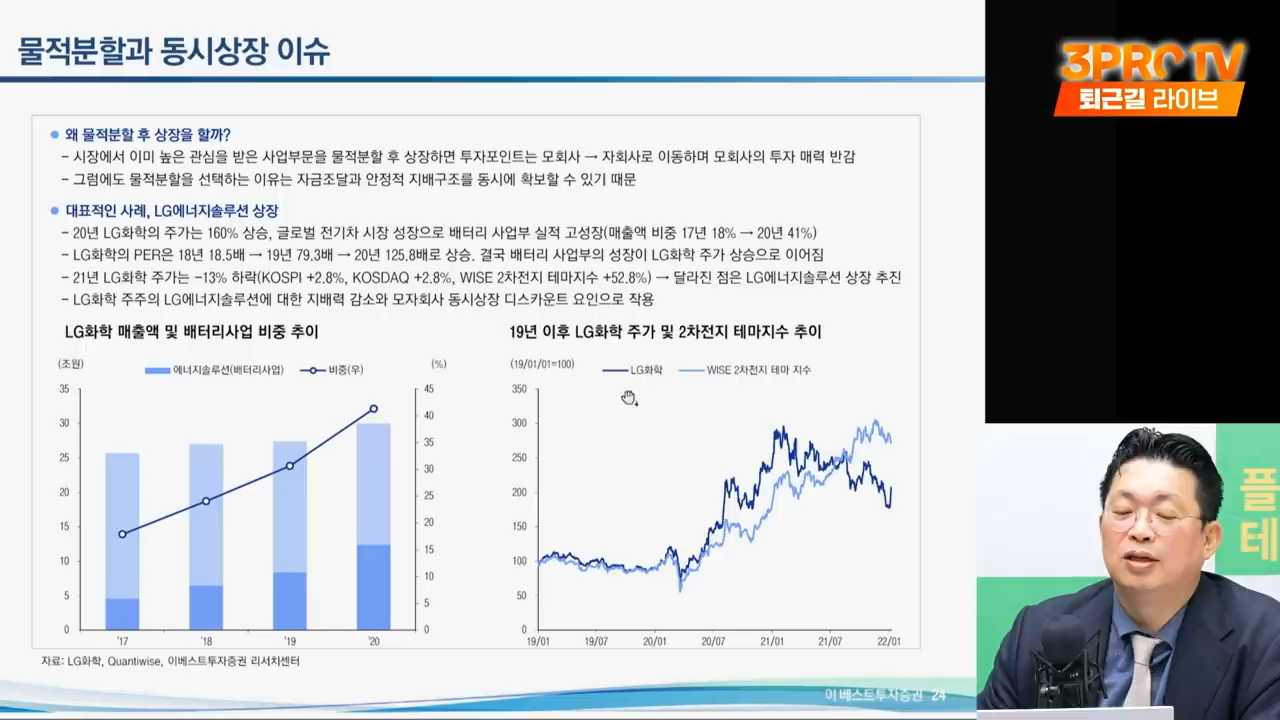 물적분할과 동시상장 이슈
3PRO TV
퇴근길 라이브
왜 물적분할 후 상장을 할까?
– 시장에서 이미 높은 관심을 받은 사업부문을 물적분할 후 상장하면 투자포인트는 모회사 → 자회사로 이동하며 모회사의 투자 매력 반감
– 그럼에도 물적분할을 선택하는 이유는 자금조달과 안정적 지배구조를 동시에 확보할 수 있기 때문
대표적인 사례, LG에너지솔루션 상장
– 20년 LG화학의 주가는 160% 상승, 글로벌 전기차 시장 성장으로 배터리 사업부 실적 고성장(매출액 비중 17년 18% → 20년 41%)
– LG화학의 PER은 18년 18.5배 → 19년 79.3배 → 20년 125.8배로 상승. 결국 배터리 사업부의 성장이 LG화학 주가 상승으로 이어짐
– 21년 LG화학 주가는 -13% 하락(KOSPI +2.8%, KOSDAQ +2.8%, WISE 2차전지 테마지수 +52.8%) → 달라진 점은 LG에너지솔루션 상장 추진
– LG화학 주주의 LG에너지솔루션에 대한 지배력 감소와 모자회사 동시상장 디스카운트 요인으로 작용
LG화학 매출액 및 배터리사업 비중 추이
(조원)
에너지솔루션(배터리사업)
비중(우)
(%)
35
30
25
20
15
10
5
0
45
40
35
30
25
20
15
10
5
0
'17 '18 '19 '20
19년 이후 LG화학 주가 및 2차전지 테마지수 추이
(19/01/01=100)
LG화학
WISE 2차전지 테마 지수
350
300
250
200
150
100
50
0
19/01 19/07 20/01 20/07 21/01 21/07 22/01
자료: LG화학, Quantiwise, 이베스트투자증권 리서치센터
이베스트투자증권 24
플
테